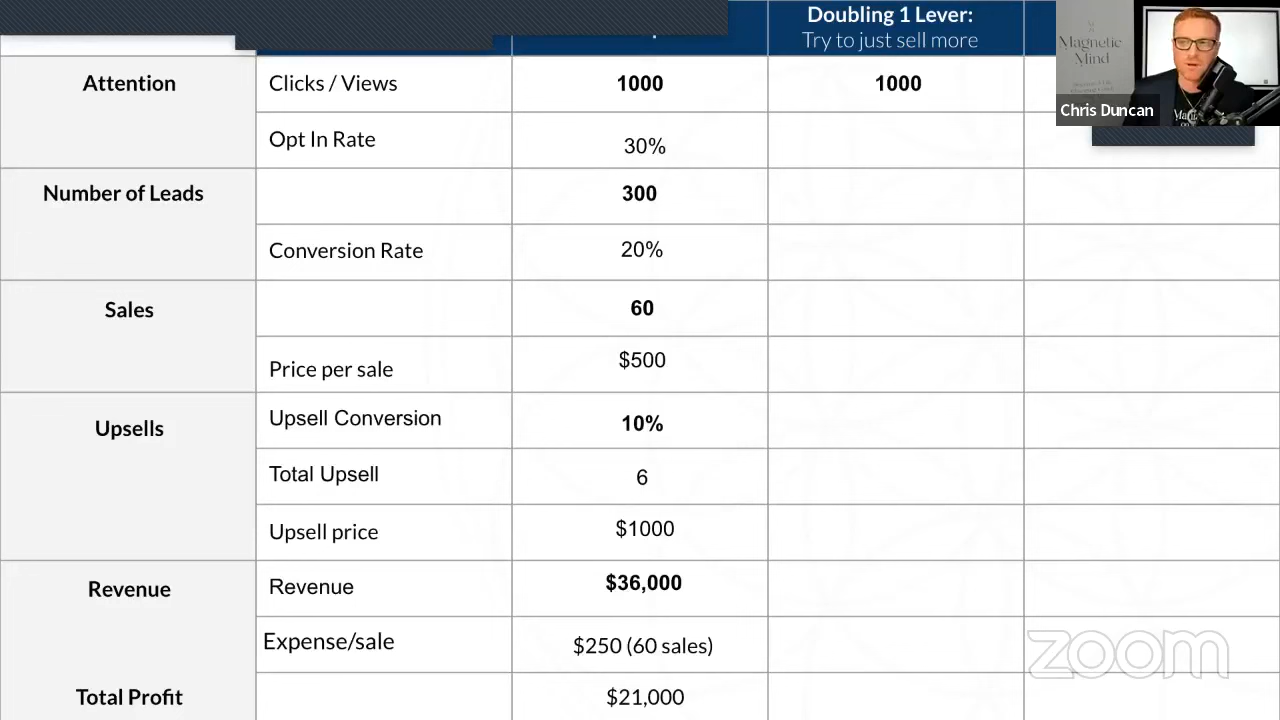 Doubling 1 Lever:
Try to just sell more
Magnetic
Mind
Chris Duncan
Attention
Clicks / Views
1000
1000
Opt In Rate
30%
Number of Leads
300
Conversion Rate
20%
Sales
60
Price per sale
$500
Upsells
Upsell Conversion
10%
Total Upsell
6
Upsell price
$1000
Revenue
Revenue
$36,000
Expense/sale
$250 (60 sales)
zoom
Total Profit
$21,000